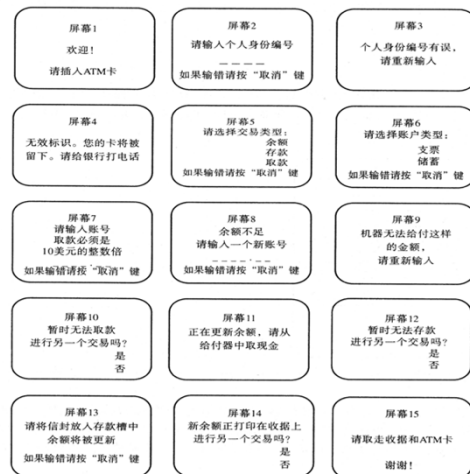 屏幕1
欢迎！
请插入ATM卡
屏幕2
请输入个人身份编号
－－－－
如果输错请按“取消”键
屏幕3
个人身份编号有误，
请重新输入
屏幕4
无效标识。您的卡将被
留下。请给银行打电话
屏幕5
请选择交易类型：
余额
存款
取款
如果输错请按“取消”键
屏幕6
请选择账户类型：
支票
储蓄
如果输错请按“取消”键
屏幕7
请输入账号
取款必须是
10美元的整数倍
如果输错请按“取消”键
屏幕8
余额不足
请输入一个新账号
－－－－.－－
如果输错请按“取消”键
屏幕9
机器无法给付这样
的金额，
请重新输入
屏幕10
暂时无法取款
进行另一个交易吗？
是
否
屏幕11
正在更新余额，请从
给付器中取现金
屏幕12
暂时无法存款
进行另一个交易吗？
是
否
屏幕13
请将信封放入存款槽中
余额将被更新
如果输错请按“取消”键
屏幕14
新余额正打印在收据上
进行另一个交易吗？
是
否
屏幕15
请取走收据和ATM卡
谢谢！